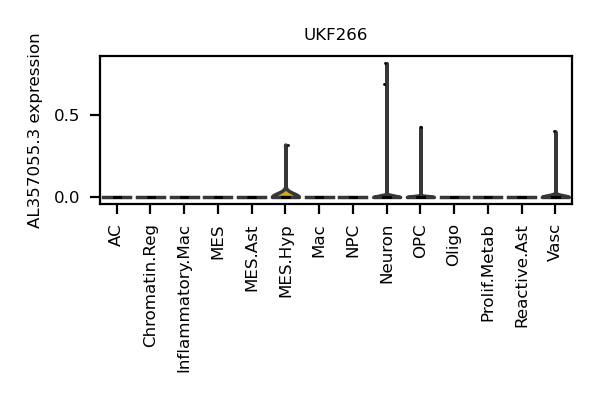 UKF266
AL357055.3 expression
0.5
0.0
AC
Chromatin.Reg
Inflammatory.Mac
MES
MES.Ast
MES.Hyp
Mac
NPC
Neuron
OPC
Oligo
Prolif.Metab
Reactive.Ast
Vasc